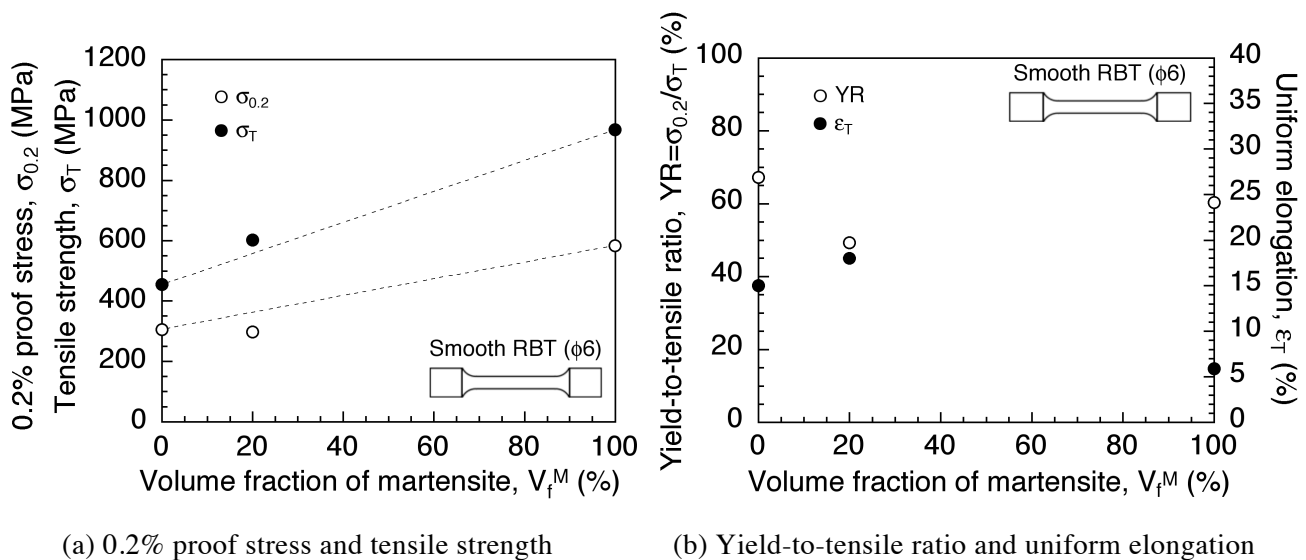 0.2% proof stress, σ0.2 (MPa)
Tensile strength, σT (MPa)
1200
1000
800
600
400
200
0
σ0.2
σT
Smooth RBT (ϕ6)
0 20 40 60 80 100
Volume fraction of martensite, VfM (%)
(a) 0.2% proof stress and tensile strength
Yield-to-tensile ratio, YR=σ0.2/σT (%)
100
80
60
40
20
0
YR
εT
Smooth RBT (ϕ6)
40
35
30
25
20
15
10
5
0
Uniform elongation, εT (%)
0 20 40 60 80 100
Volume fraction of martensite, VfM (%)
(b) Yield-to-tensile ratio and uniform elongation